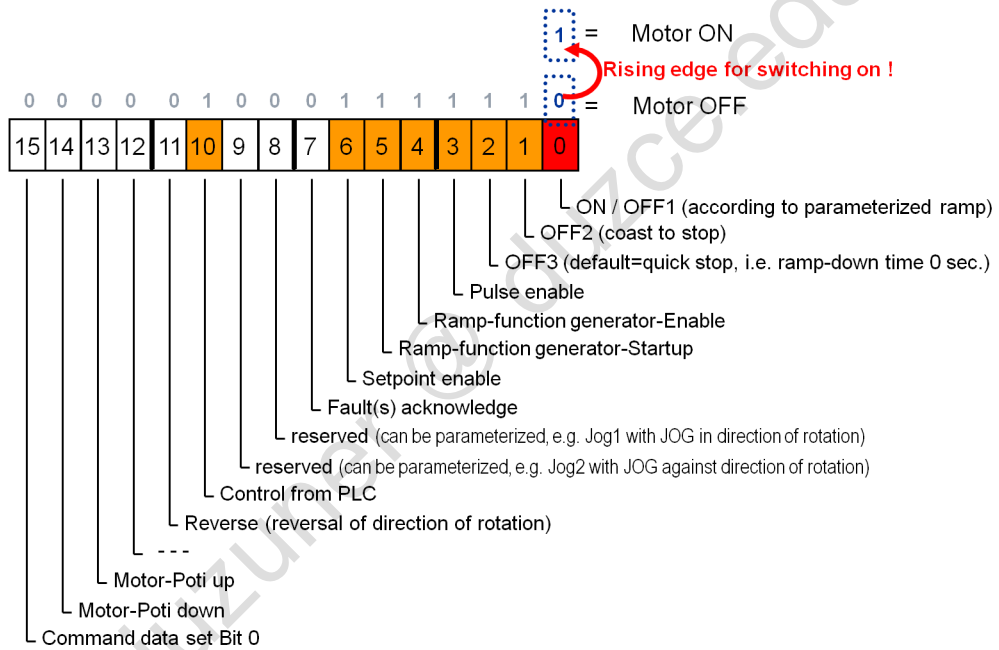 1 = Motor ON
Rising edge for switching on !
0 0 0 0 0 1 0 0 0 1 1 1 1 1 1 0 = Motor OFF
15 14 13 12 11 10 9 8 7 6 5 4 3 2 1 0
ON / OFF1 (according to parameterized ramp)
OFF2 (coast to stop)
OFF3 (default=quick stop, i.e. ramp-down time 0 sec.)
Pulse enable
Ramp-function generator-Enable
Ramp-function generator-Startup
Setpoint enable
Fault(s) acknowledge
reserved (can be parameterized, e.g. Jog1 with JOG in direction of rotation)
reserved (can be parameterized, e.g. Jog2 with JOG against direction of rotation)
Control from PLC
Reverse (reversal of direction of rotation)
---
Motor-Poti up
Motor-Poti down
Command data set Bit 0
uzuner @ duzce.edu